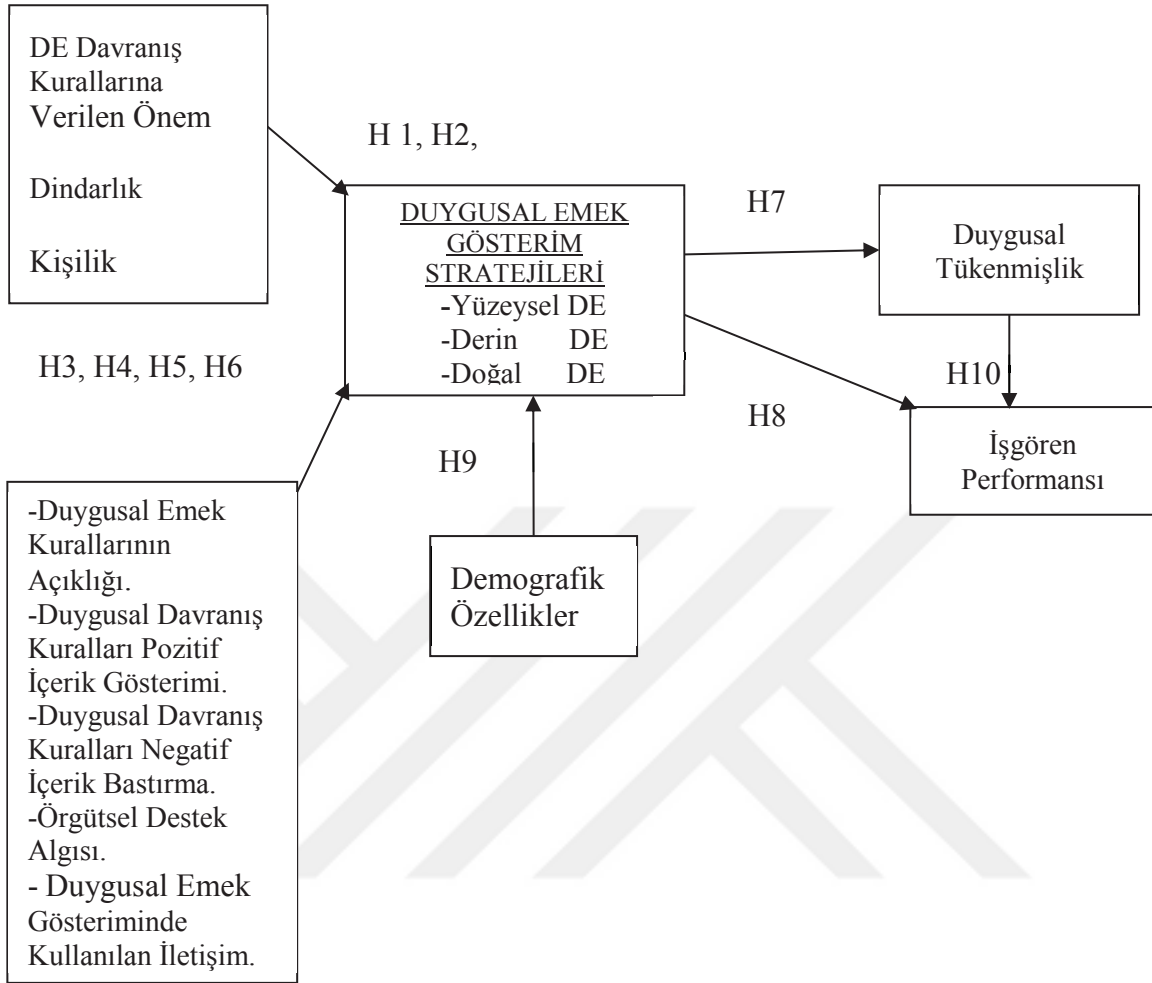 DE Davranış
Kurallarına
Verilen Önem
Dindarlık
Kişilik
H 1, H2,
DUYGUSAL EMEK
GÖSTERİM
STRATEJİLERİ
-Yüzeysel DE
-Derin DE
-Doğal DE
H7
Duygusal
Tükenmişlik
H3, H4, H5, H6
H10
H8
İşgören
Performansı
H9
Demografik
Özellikler
-Duygusal Emek
Kurallarının
Açıklığı.
-Duygusal Davranış
Kuralları Pozitif
İçerik Gösterimi.
-Duygusal Davranış
Kuralları Negatif
İçerik Bastırma.
-Örgütsel Destek
Algısı.
- Duygusal Emek
Gösteriminde
Kullanılan İletişim.